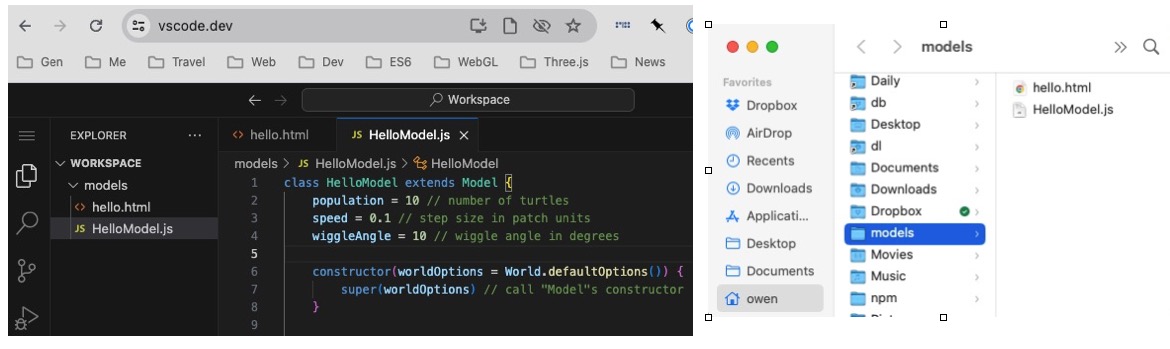 vscode.dev
Gen Me Travel Web Dev ES6 WebGL Three.js News
Workspace
EXPLORER ...
WORKSPACE
models
hello.html
JS HelloModel.js
<> hello.html JS HelloModel.js ×
models > JS HelloModel.js > HelloModel
1 class HelloModel extends Model {
2 population = 10 // number of turtles
3 speed = 0.1 // step size in patch units
4 wiggleAngle = 10 // wiggle angle in degrees
5
6 constructor(worldOptions = World.defaultOptions()) {
7 super(worldOptions) // call "Model"s constructor
8 }
9
models
Favorites
Dropbox
AirDrop
Recents
Downloads
Applicati...
Desktop
Documents
owen
Daily
db
Desktop
dl
Documents
Downloads
Dropbox
models
Movies
Music
npm
hello.html
HelloModel.js